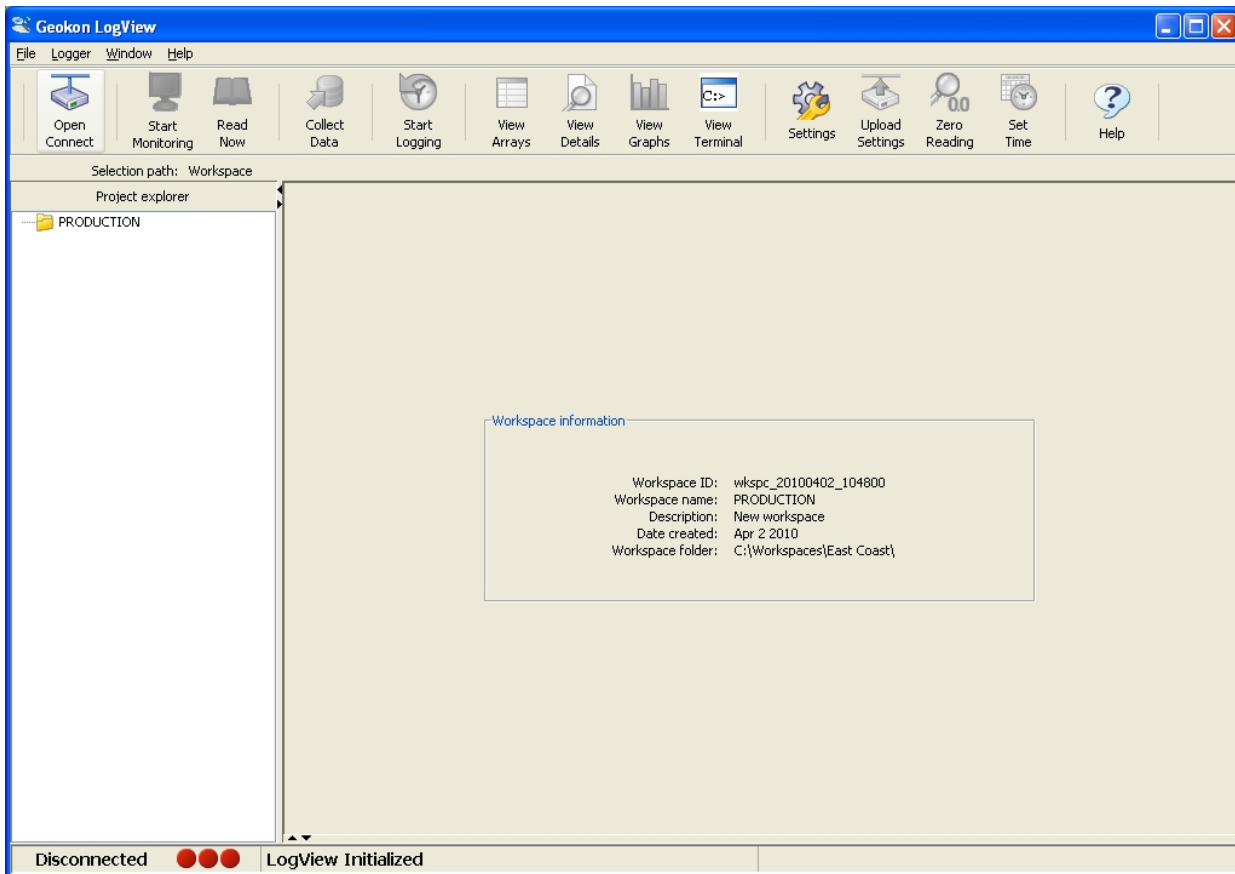 Geokon LogView
File Logger Window Help
Open Connect
Start Monitoring
Read Now
Collect Data
Start Logging
View Arrays
View Details
View Graphs
C:>
View Terminal
Settings
Upload Settings
0.0
Zero Reading
Set Time
?
Help
Selection path: Workspace
Project explorer
PRODUCTION
Workspace information
Workspace ID: wkspc_20100402_104800
Workspace name: PRODUCTION
Description: New workspace
Date created: Apr 2 2010
Workspace folder: C:\Workspaces\East Coast\
Disconnected LogView Initialized